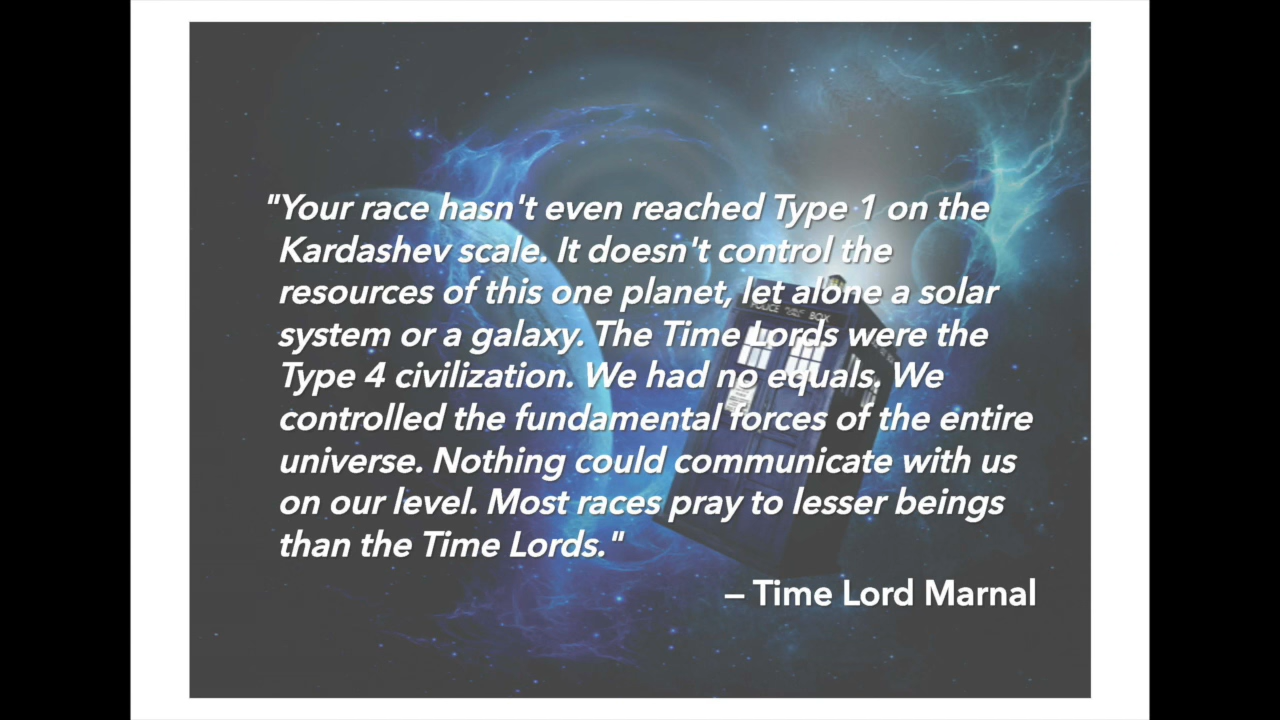 "Your race hasn't even reached Type 1 on the
Kardashev scale. It doesn't control the
resources of this one planet, let alone a solar
system or a galaxy. The Time Lords were the
Type 4 civilization. We had no equals. We
controlled the fundamental forces of the entire
universe. Nothing could communicate with us
on our level. Most races pray to lesser beings
than the Time Lords."
– Time Lord Marnal
POLICE BOX